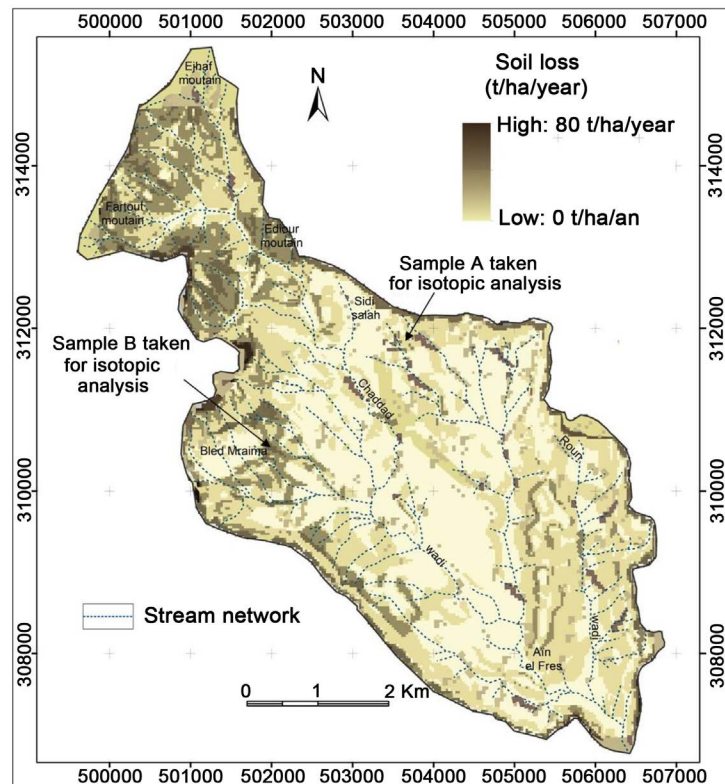 500000 501000 502000 503000 504000 505000 506000 507000
Ejhaf
moutain
N
Soil loss
(t/ha/year)
High: 80 t/ha/year
Low: 0 t/ha/an
314000
314000
Fartouf
moutain
Edjour
moutain
Sample A taken
for isotopic analysis
Sidi
salah
312000
312000
Sample B taken
for isotopic
analysis
Chaddad
Bled Mraima
Rouri
310000
310000
wadi
Stream network
wadi
308000
308000
Aïn
el Fres
0 1 2 Km
500000 501000 502000 503000 504000 505000 506000 507000